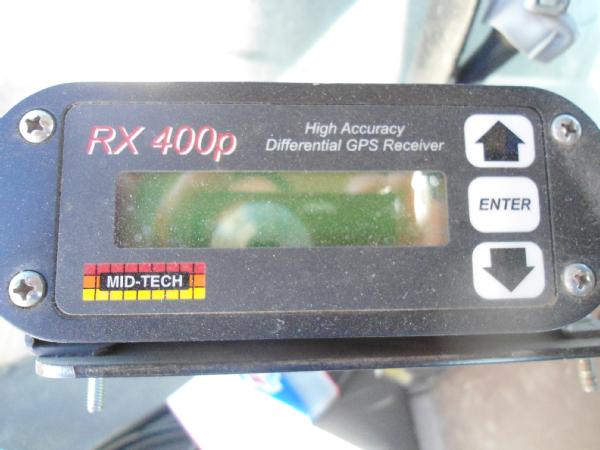 RX 400p
High Accuracy
Differential GPS Receiver
ENTER
MID-TECH